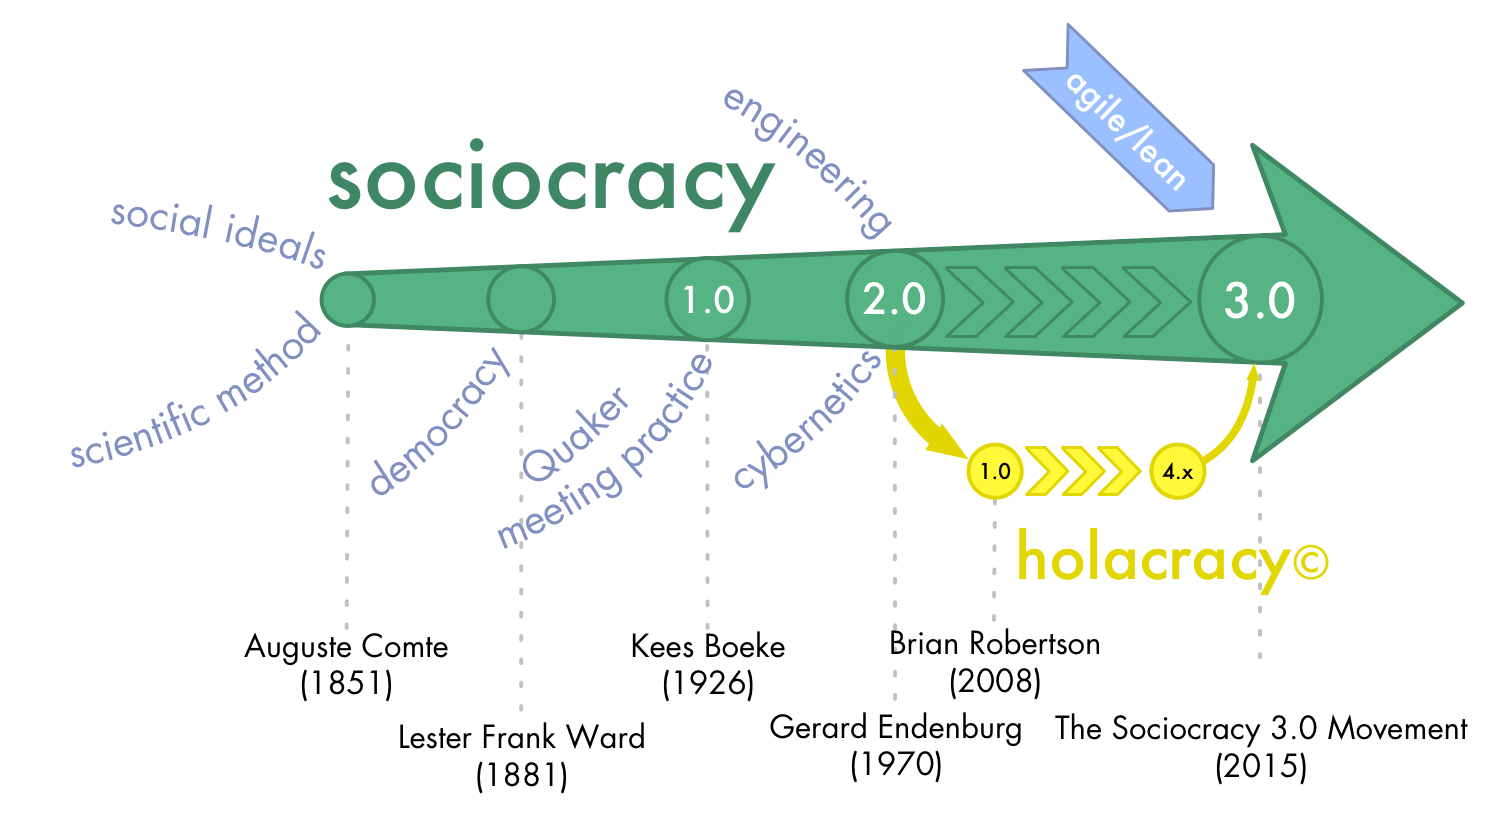 agile/lean
engineering
sociocracy
social ideals
1.0
2.0
3.0
scientific method
democracy
Quaker
meeting practice
cybernetics
1.0
4.x
holacracy©
Auguste Comte
(1851)
Kees Boeke
(1926)
Brian Robertson
(2008)
Lester Frank Ward
(1881)
Gerard Endenburg
(1970)
The Sociocracy 3.0 Movement
(2015)